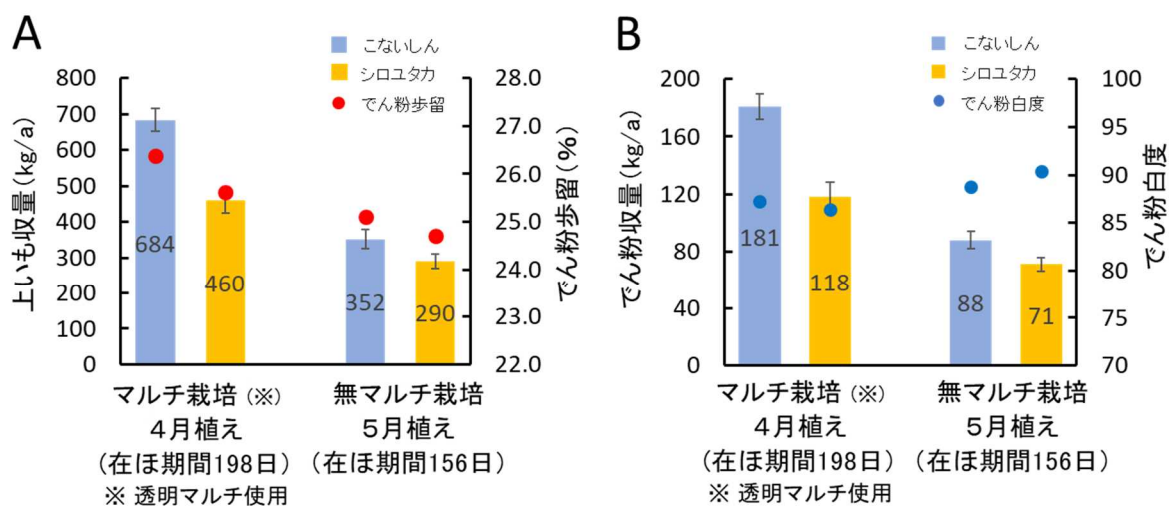 A
こないしん
シロユタカ
でん粉歩留
上いも収量(kg/a)
800
700
600
500
400
300
200
100
0
684
460
352
290
28.0
27.0
26.0
25.0
24.0
23.0
22.0
でん粉歩留(%)
マルチ栽培(※)
4月植え
(在ほ期間198日)
※ 透明マルチ使用
無マルチ栽培
5月植え
(在ほ期間156日)
B
こないしん
シロユタカ
でん粉白度
でん粉収量(kg/a)
200
160
120
80
40
0
181
118
88
71
100
95
90
85
80
75
70
でん粉白度
マルチ栽培(※)
4月植え
(在ほ期間198日)
※ 透明マルチ使用
無マルチ栽培
5月植え
(在ほ期間156日)